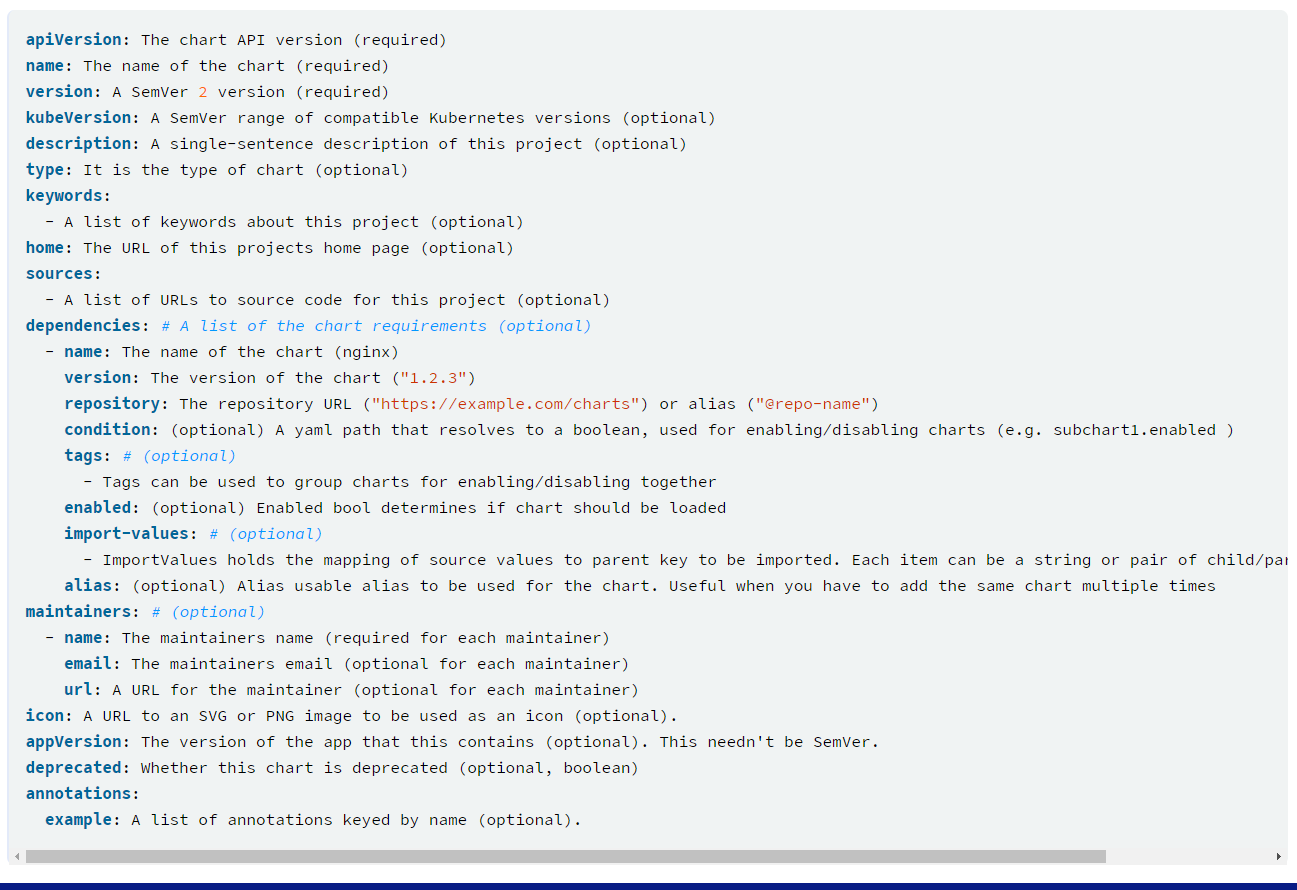 apiVersion: The chart API version (required)
name: The name of the chart (required)
version: A SemVer 2 version (required)
kubeVersion: A SemVer range of compatible Kubernetes versions (optional)
description: A single-sentence description of this project (optional)
type: It is the type of chart (optional)
keywords:
  - A list of keywords about this project (optional)
home: The URL of this projects home page (optional)
sources:
  - A list of URLs to source code for this project (optional)
dependencies: # A list of the chart requirements (optional)
  - name: The name of the chart (nginx)
    version: The version of the chart ("1.2.3")
    repository: The repository URL ("https://example.com/charts") or alias ("@repo-name")
    condition: (optional) A yaml path that resolves to a boolean, used for enabling/disabling charts (e.g. subchart1.enabled )
    tags: # (optional)
      - Tags can be used to group charts for enabling/disabling together
    enabled: (optional) Enabled bool determines if chart should be loaded
    import-values: # (optional)
      - ImportValues holds the mapping of source values to parent key to be imported. Each item can be a string or pair of child/par
    alias: (optional) Alias usable alias to be used for the chart. Useful when you have to add the same chart multiple times
maintainers: # (optional)
  - name: The maintainers name (required for each maintainer)
    email: The maintainers email (optional for each maintainer)
    url: A URL for the maintainer (optional for each maintainer)
icon: A URL to an SVG or PNG image to be used as an icon (optional).
appVersion: The version of the app that this contains (optional). This needn't be SemVer.
deprecated: Whether this chart is deprecated (optional, boolean)
annotations:
  example: A list of annotations keyed by name (optional).